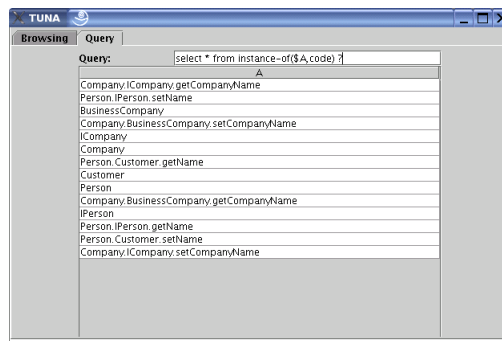 TUNA
Browsing Query
Query: select * from instance-of($A,code) ?
A
Company.ICompany.getCompanyName
Person.IPerson.setName
BusinessCompany
Company.BusinessCompany.setCompanyName
ICompany
Company
Person.Customer.getName
Customer
Person
Company.BusinessCompany.getCompanyName
IPerson
Person.IPerson.getName
Person.Customer.setName
Company.ICompany.setCompanyName